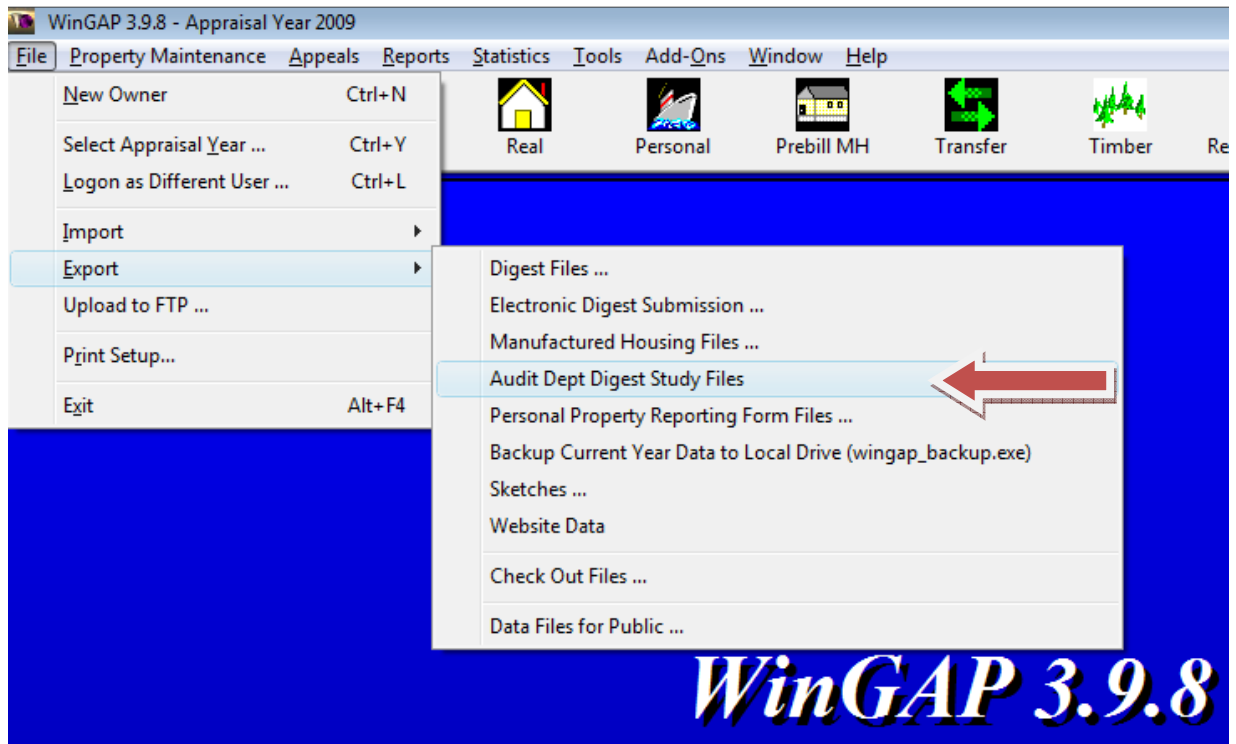 WinGAP 3.9.8 - Appraisal Year 2009
File Property Maintenance Appeals Reports Statistics Tools Add-Ons Window Help
New Owner Ctrl+N
Select Appraisal Year ... Ctrl+Y
Logon as Different User ... Ctrl+L
Import
Export
Upload to FTP ...
Print Setup...
Exit Alt+F4
Real Personal Prebill MH Transfer Timber Re
Digest Files ...
Electronic Digest Submission ...
Manufactured Housing Files ...
Audit Dept Digest Study Files
Personal Property Reporting Form Files ...
Backup Current Year Data to Local Drive (wingap_backup.exe)
Sketches ...
Website Data
Check Out Files ...
Data Files for Public ...
WinGAP 3.9.8